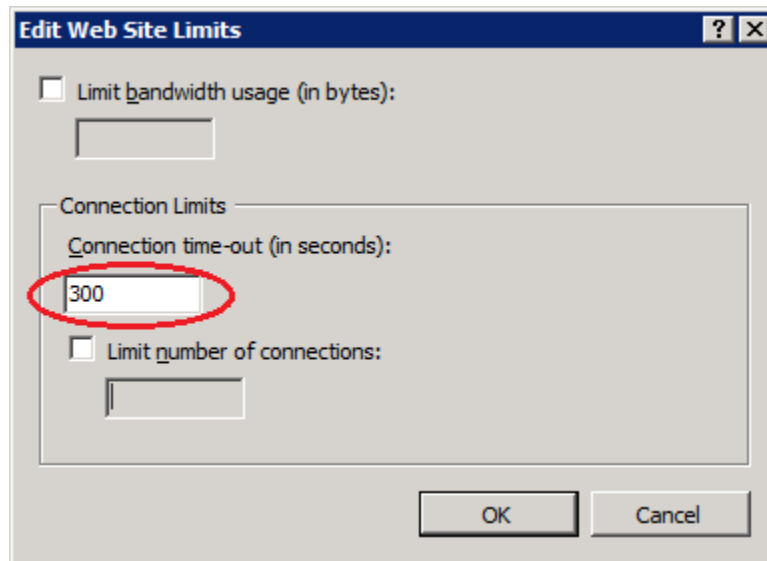 Edit Web Site Limits
Limit bandwidth usage (in bytes):
Connection Limits
Connection time-out (in seconds):
300
Limit number of connections:
OK Cancel